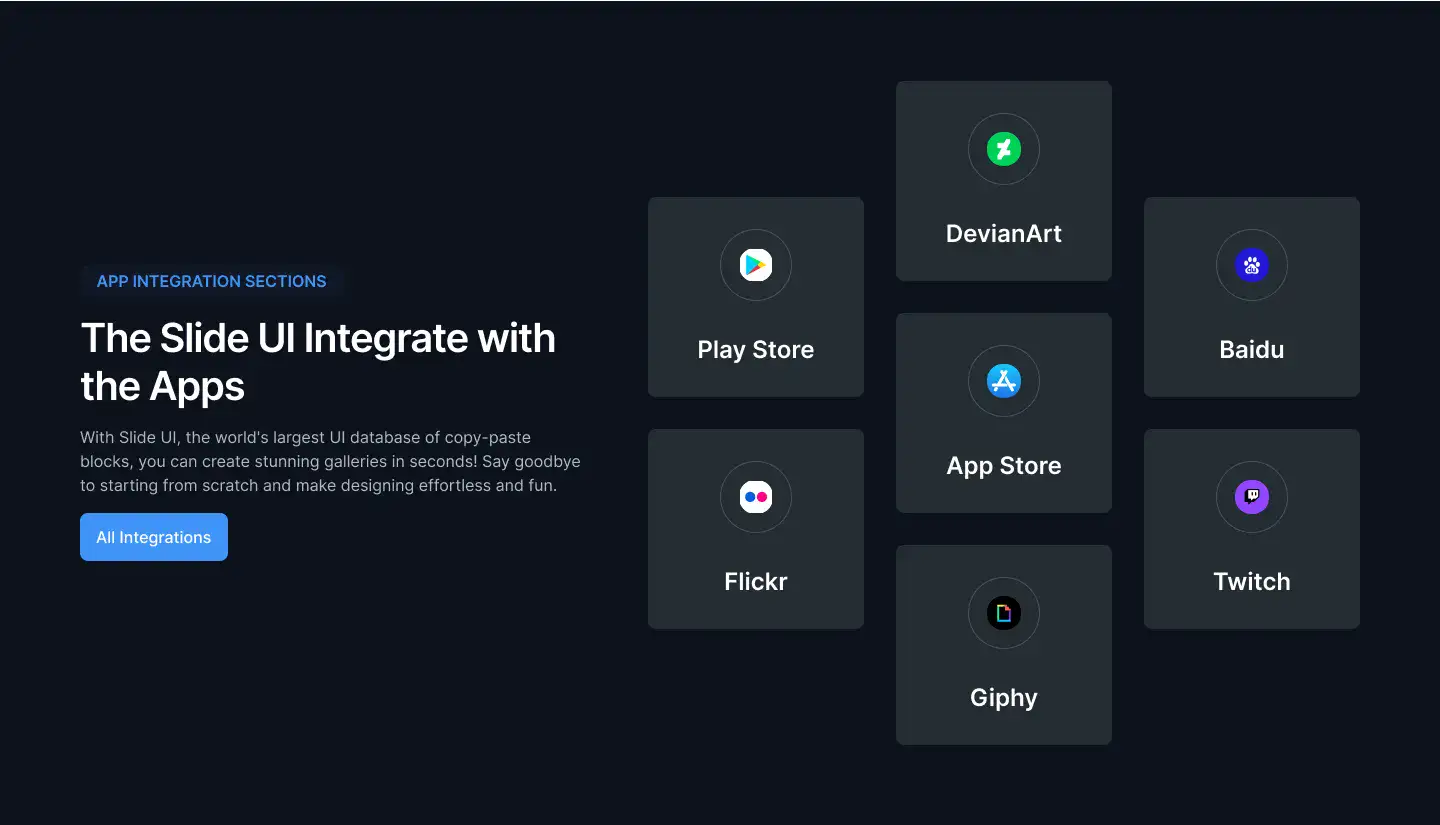 APP INTEGRATION SECTIONS
The Slide UI Integrate with
the Apps
With Slide UI, the world's largest UI database of copy-paste
blocks, you can create stunning galleries in seconds! Say goodbye
to starting from scratch and make designing effortless and fun.
All Integrations
Play Store
Flickr
DevianArt
App Store
Giphy
du
Baidu
Twitch